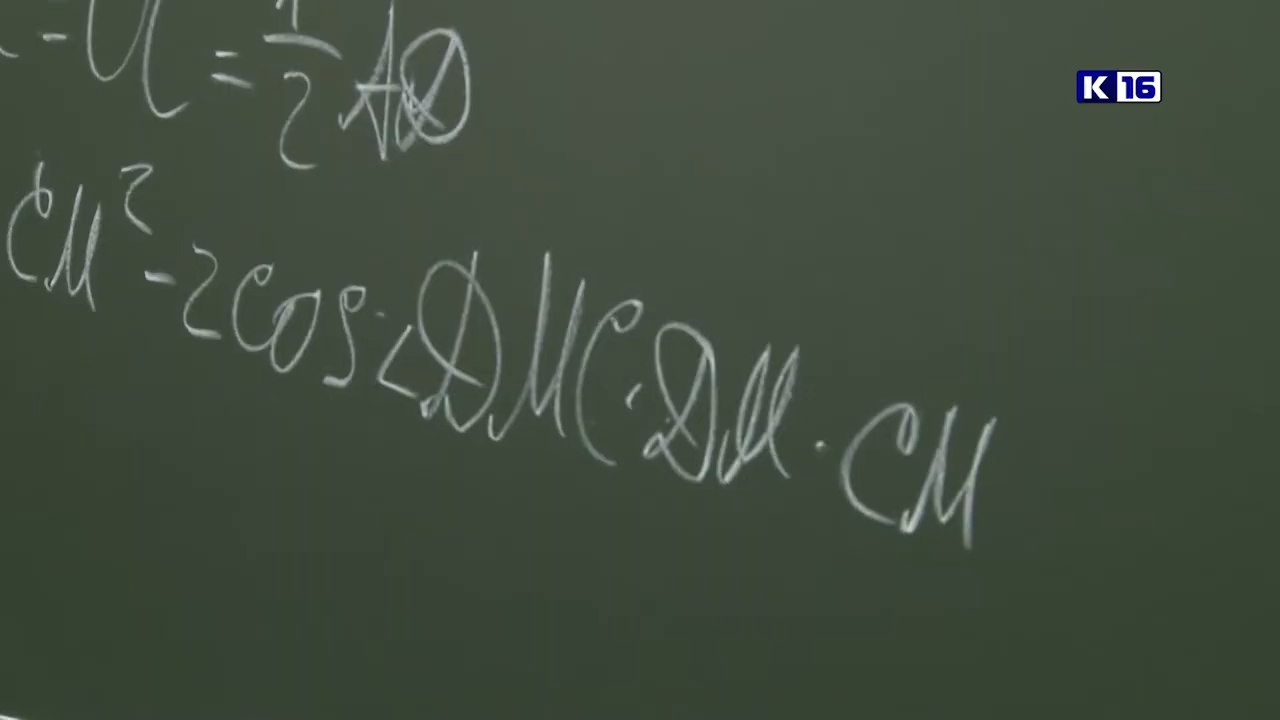 = 1/2 AD
K 16
CM² - 2cos∠DMC · DM · CM